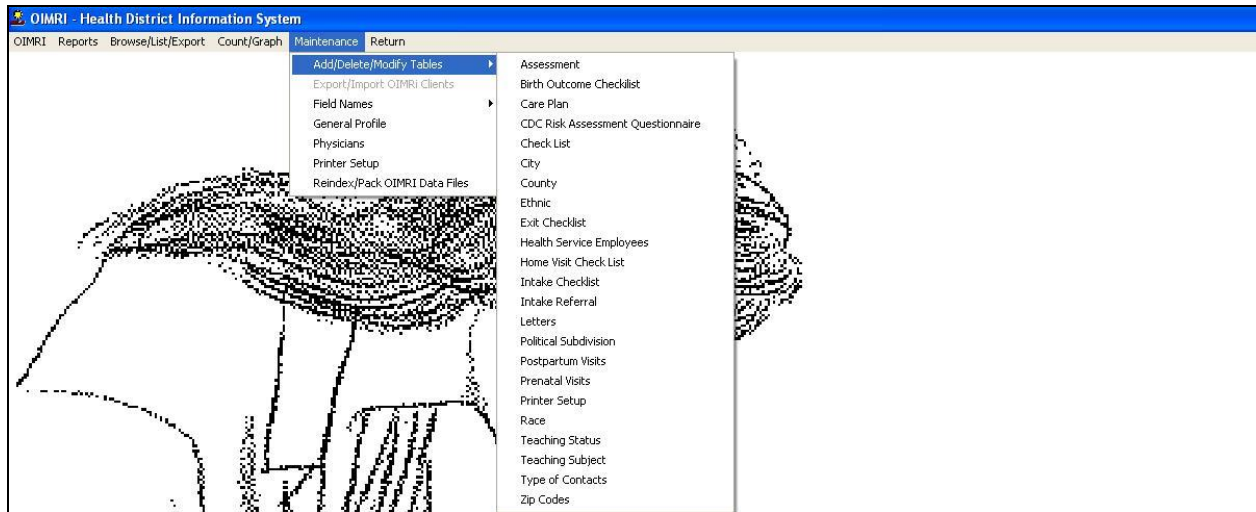 OIMRI - Health District Information System
OIMRI Reports Browse/List/Export Count/Graph Maintenance Return
Add/Delete/Modify Tables
Export/Import OIMRi Clients
Field Names
General Profile
Physicians
Printer Setup
Reindex/Pack OIMRI Data Files
Assessment
Birth Outcome Checkilist
Care Plan
CDC Risk Assessment Questionnaire
Check List
City
County
Ethnic
Exit Checklist
Health Service Employees
Home Visit Check List
Intake Checklist
Intake Referral
Letters
Political Subdivision
Postpartum Visits
Prenatal Visits
Printer Setup
Race
Teaching Status
Teaching Subject
Type of Contacts
Zip Codes